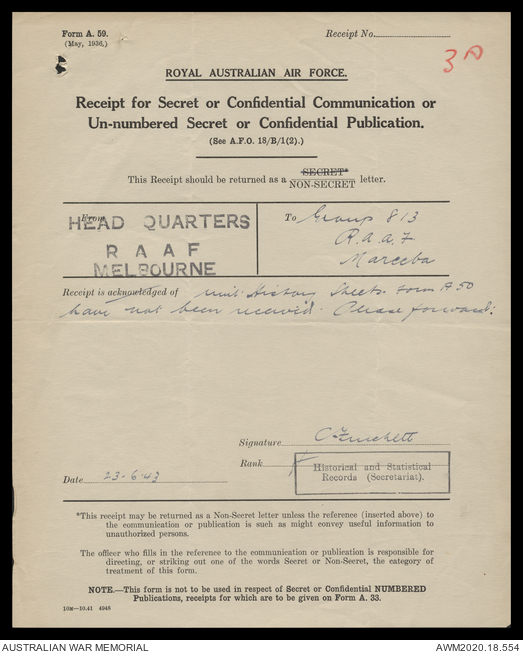 Form A. 59.
(May, 1936.)
Receipt No.
3A
ROYAL AUSTRALIAN AIR FORCE.
Receipt for Secret or Confidential Communication or
Un-numbered Secret or Confidential Publication.
(See A.F.O. 18/B/1(2).)
This Receipt should be returned as a SECRET* NON-SECRET letter.
From
HEAD QUARTERS
R A A F
MELBOURNE
To Group 813
R.a.a.F
Mareeba
Receipt is acknowledged of Unit History Sheets Form A 50
have not been received. Please forward.
Signature
Rank
Historical and Statistical
Records (Secretariat).
Date 23-6-43
*This receipt may be returned as a Non-Secret letter unless the reference (inserted above) to
the communication or publication is such as might convey useful information to
unauthorized persons.
The officer who fills in the reference to the communication or publication is responsible for
directing, or striking out one of the words Secret or Non-Secret, the category of
treatment of this form.
NOTE.—This form is not to be used in respect of Secret or Confidential NUMBERED
Publications, receipts for which are to be given on Form A. 33.
10M—10.41 4948
AUSTRALIAN WAR MEMORIAL
AWM2020.18.554